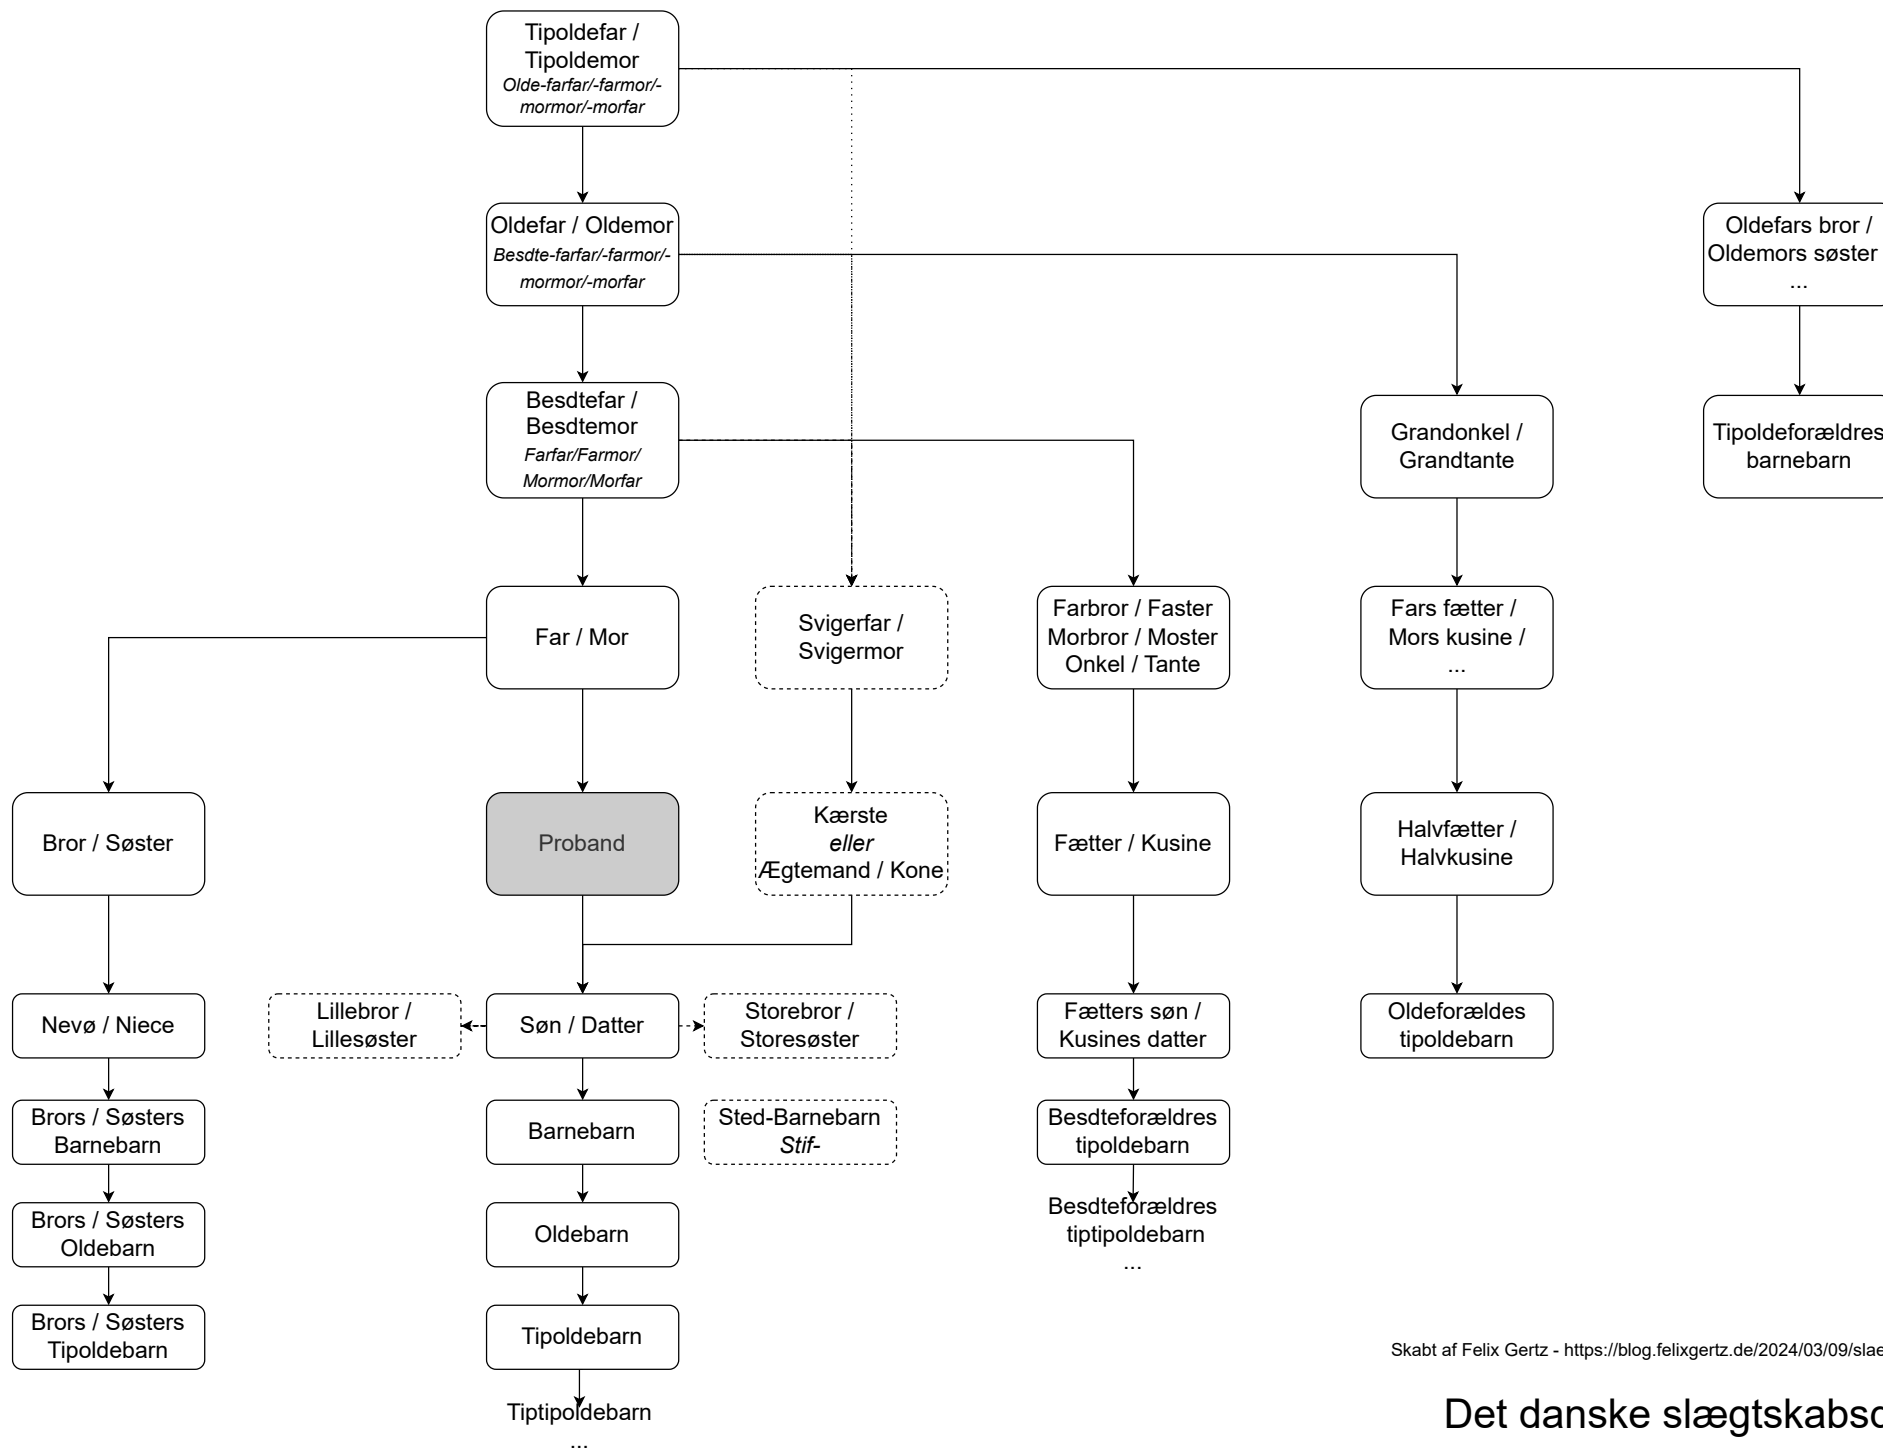 Tipoldefar /
Tipoldemor
Olde-farfar/-farmor/-
mormor/-morfar
Oldefar / Oldemor
Besdte-farfar/-farmor/-
mormor/-morfar
Oldefars bror /
Oldemors søster
...
Besdtefar /
Besdtemor
Farfar/Farmor/
Mormor/Morfar
Grandonkel /
Grandtante
Tipoldeforældres
barnebarn
Far / Mor
Svigerfar /
Svigermor
Farbror / Faster
Morbror / Moster
Onkel / Tante
Fars fætter /
Mors kusine /
...
Bror / Søster
Proband
Kærste
eller
Ægtemand / Kone
Fætter / Kusine
Halvfætter /
Halvkusine
Nevø / Niece
Lillebror /
Lillesøster
Søn / Datter
Storebror /
Storesøster
Fætters søn /
Kusines datter
Oldeforældes
tipoldebarn
Brors / Søsters
Barnebarn
Barnebarn
Sted-Barnebarn
Stif-
Besdteforældres
tipoldebarn
Brors / Søsters
Oldebarn
Oldebarn
Besdteforældres
tiptipoldebarn
...
Brors / Søsters
Tipoldebarn
Tipoldebarn
Tiptipoldebarn
...
Skabt af Felix Gertz - https://blog.felixgertz.de/2024/03/09/slae
Det danske slægtskabs